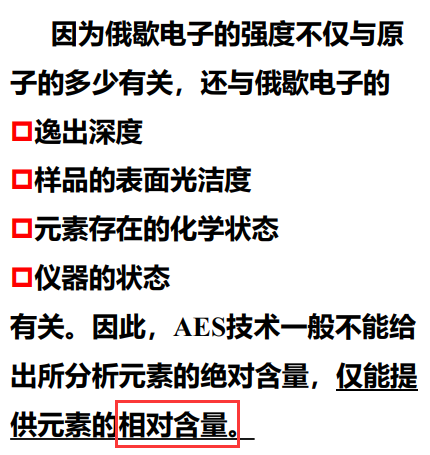 因为俄歇电子的强度不仅与原
子的多少有关，还与俄歇电子的
逸出深度
样品的表面光洁度
元素存在的化学状态
仪器的状态
有关。因此，AES技术一般不能给
出所分析元素的绝对含量，仅能提
供元素的相对含量。